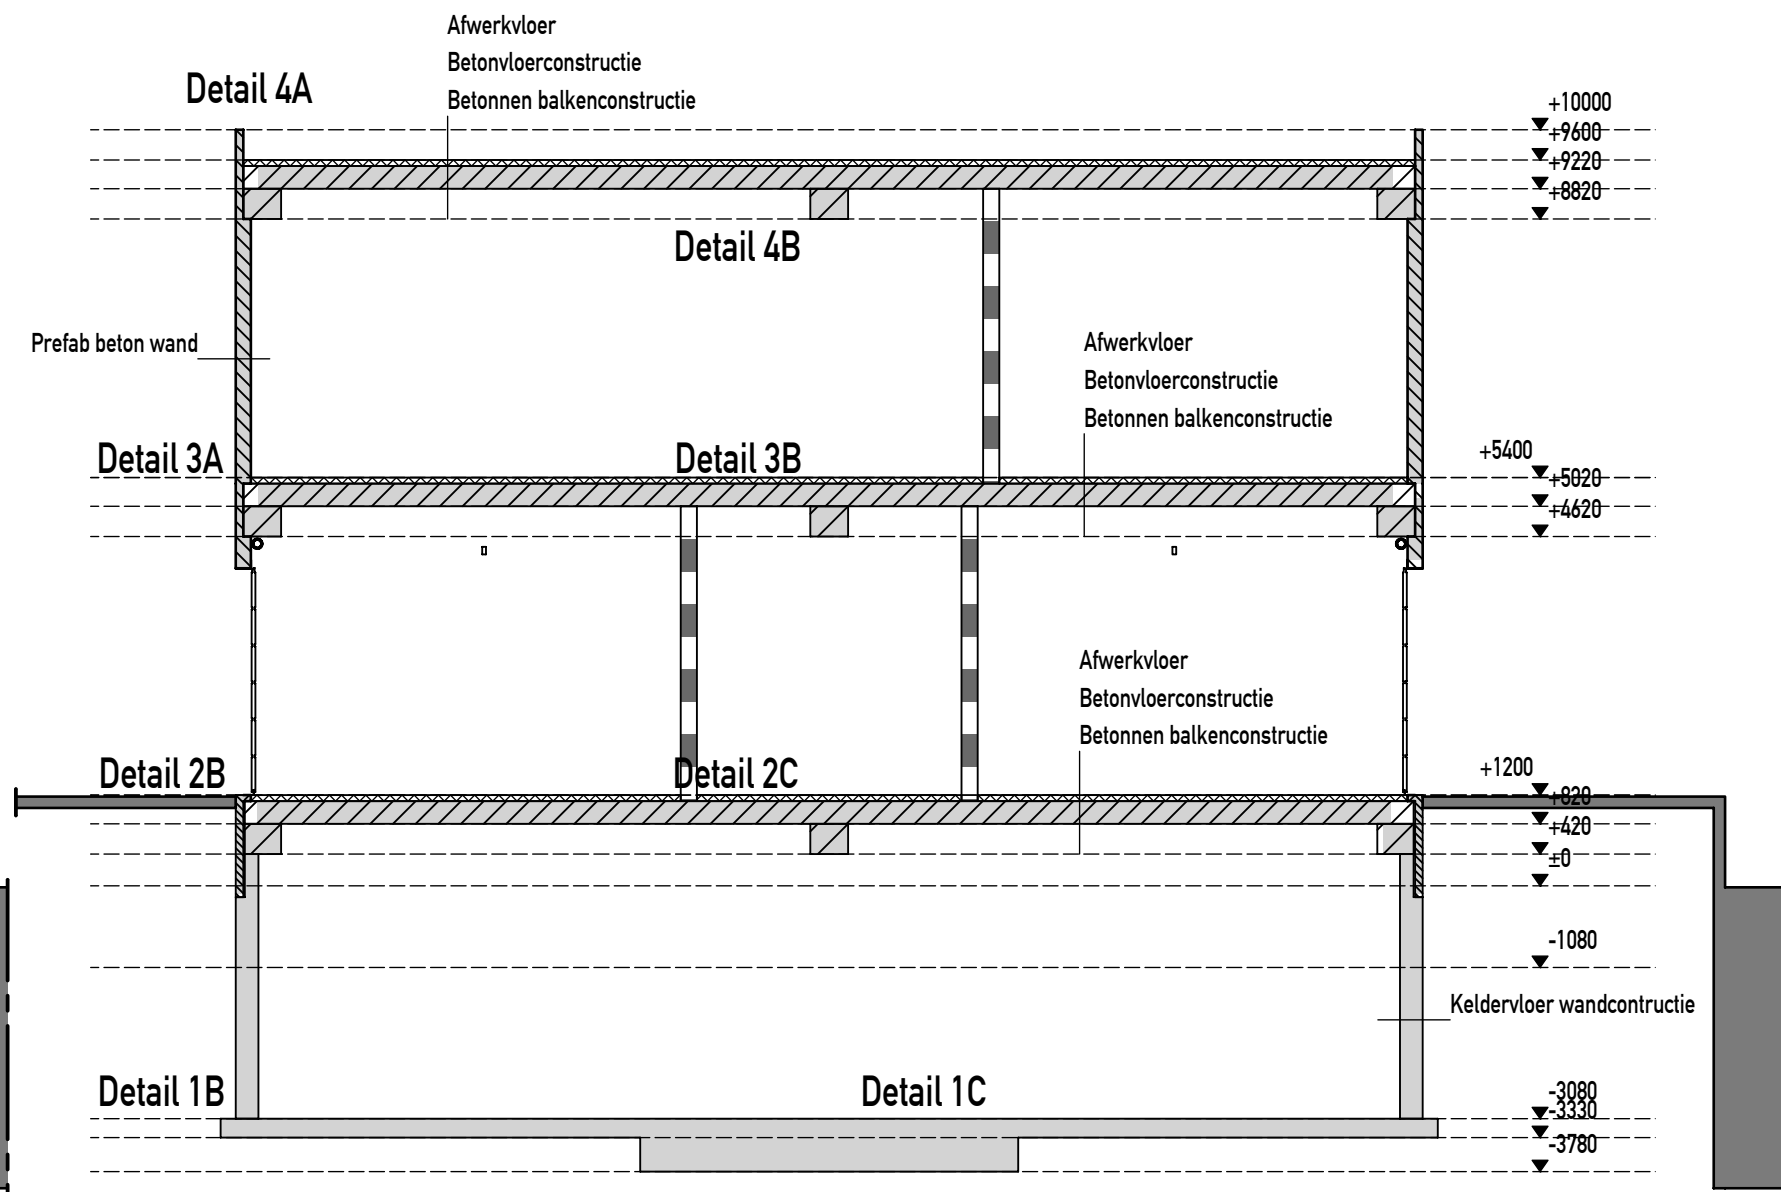 Afwerkvloer
Betonvloerconstructie
Betonnen balkenconstructie
Detail 4A
+10000
+9600
+9220
+8820
Detail 4B
Prefab beton wand
Afwerkvloer
Betonvloerconstructie
Betonnen balkenconstructie
Detail 3A
Detail 3B
+5400
+5020
+4620
Afwerkvloer
Betonvloerconstructie
Betonnen balkenconstructie
Detail 2B
Detail 2C
+1200
+820
+420
±0
-1080
Keldervloer wandcontructie
Detail 1B
Detail 1C
-3080
-3330
-3780